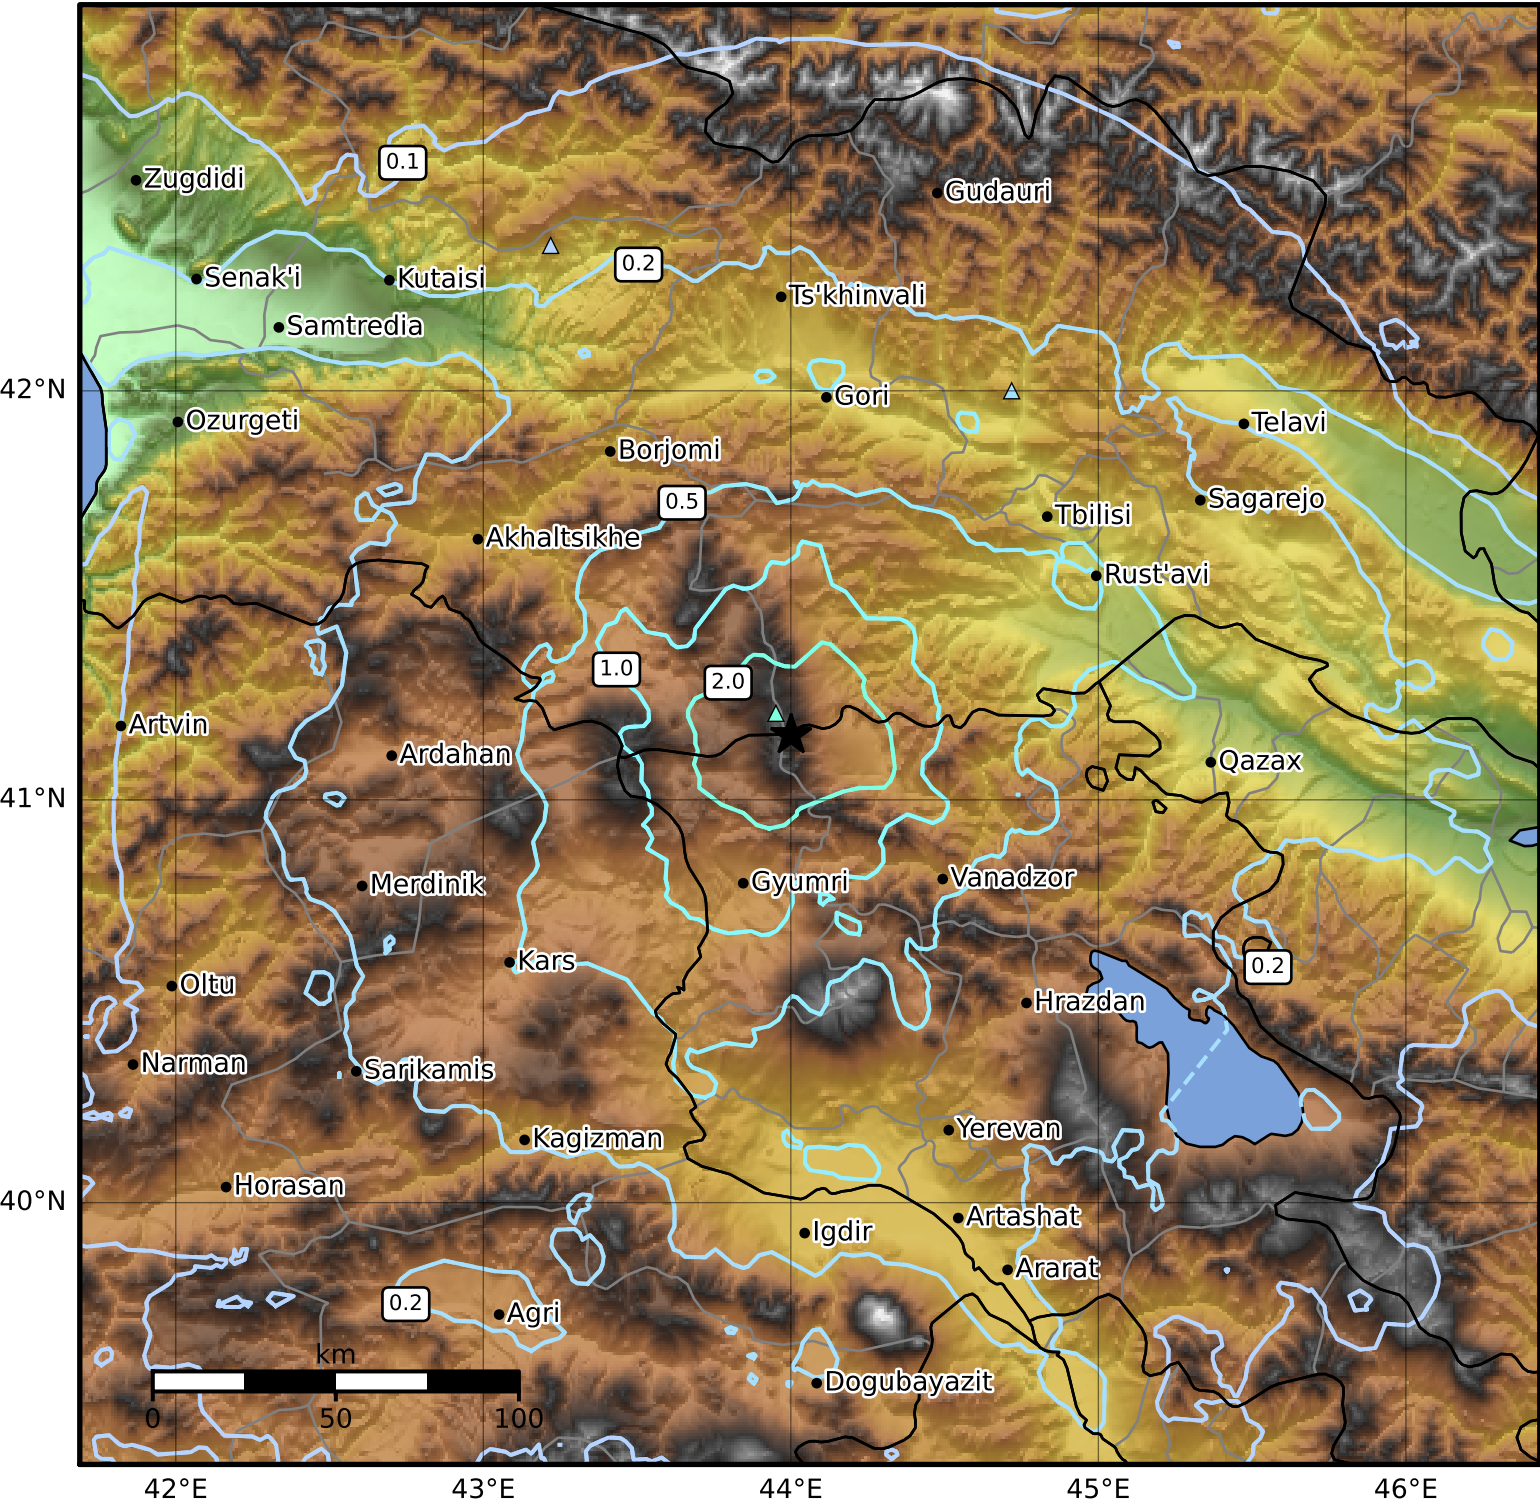 0.1
Zugdidi
Gudauri
0.2
Senak'i
Kutaisi
Ts'khinvali
Samtredia
42°N
Gori
Ozurgeti
Telavi
Borjomi
0.5
Sagarejo
Tbilisi
Akhaltsikhe
Rust'avi
1.0
2.0
Artvin
Ardahan
Qazax
41°N
Merdinik
Gyumri
Vanadzor
Kars
0.2
Oltu
Hrazdan
Narman
Sarikamis
Kagizman
Yerevan
Horasan
40°N
Artashat
Igdir
Ararat
0.2
Agri
km
Dogubayazit
0 50 100
42°E 43°E 44°E 45°E 46°E